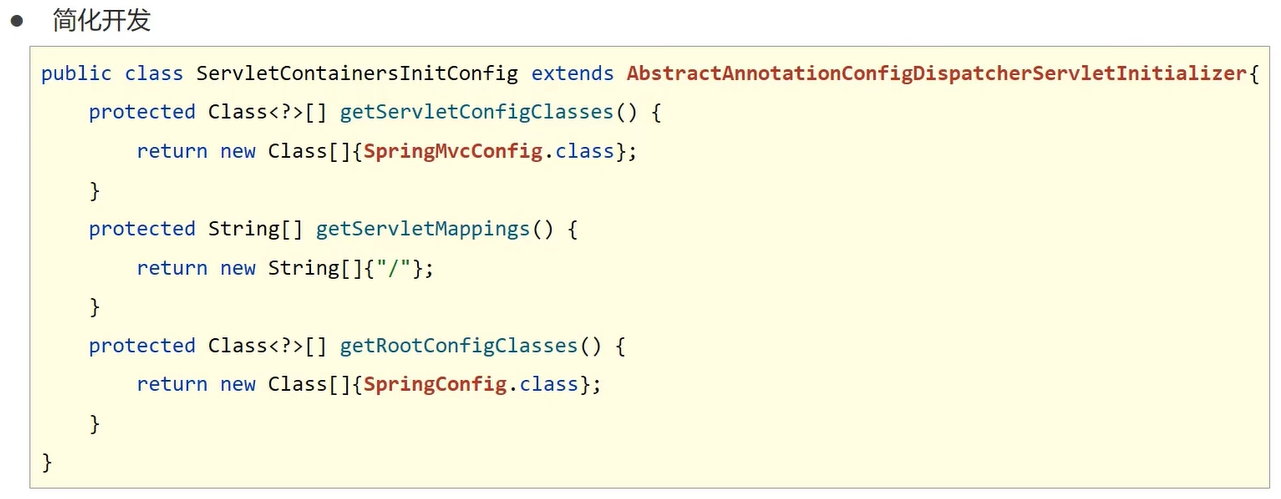 ● 简化开发
public class ServletContainersInitConfig extends AbstractAnnotationConfigDispatcherServletInitializer{
    protected Class<?>[] getServletConfigClasses() {
        return new Class[]{SpringMvcConfig.class};
    }
    protected String[] getServletMappings() {
        return new String[]{"/"};
    }
    protected Class<?>[] getRootConfigClasses() {
        return new Class[]{SpringConfig.class};
    }
}